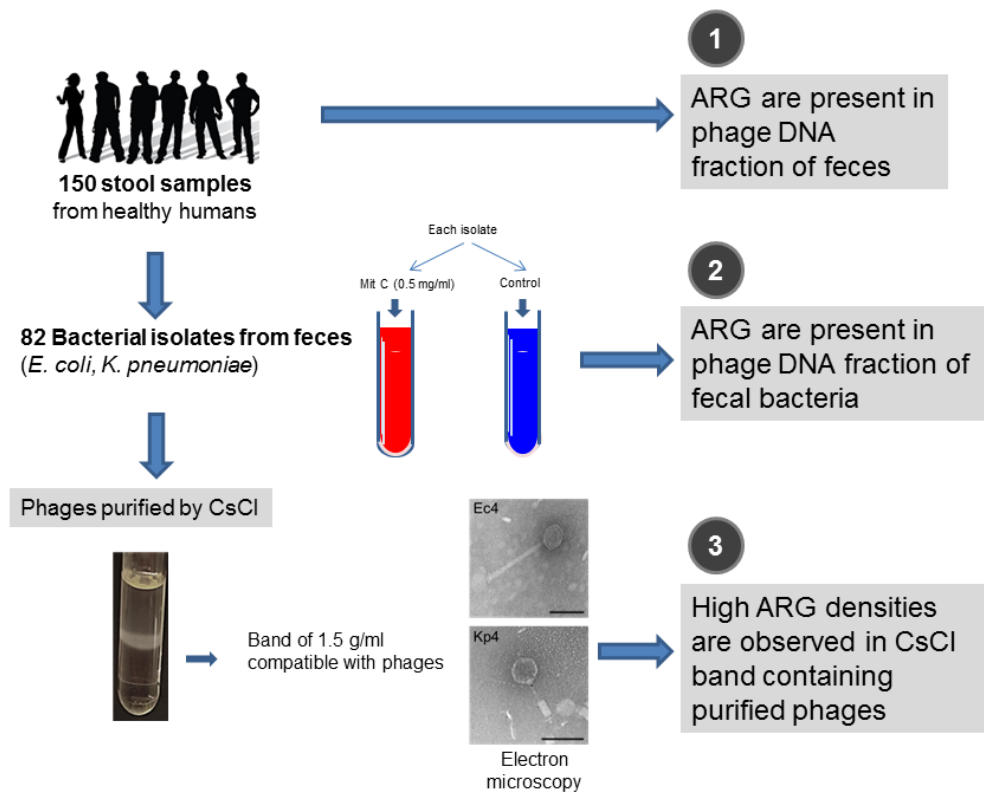 1
ARG are present in
phage DNA
fraction of feces
150 stool samples
from healthy humans
Each isolate
Mit C (0.5 mg/ml)
Control
2
ARG are present in
phage DNA fraction of
fecal bacteria
82 Bacterial isolates from feces
(E. coli, K. pneumoniae)
Phages purified by CsCl
Band of 1.5 g/ml
compatible with phages
Ec4
Kp4
Electron
microscopy
3
High ARG densities
are observed in CsCl
band containing
purified phages